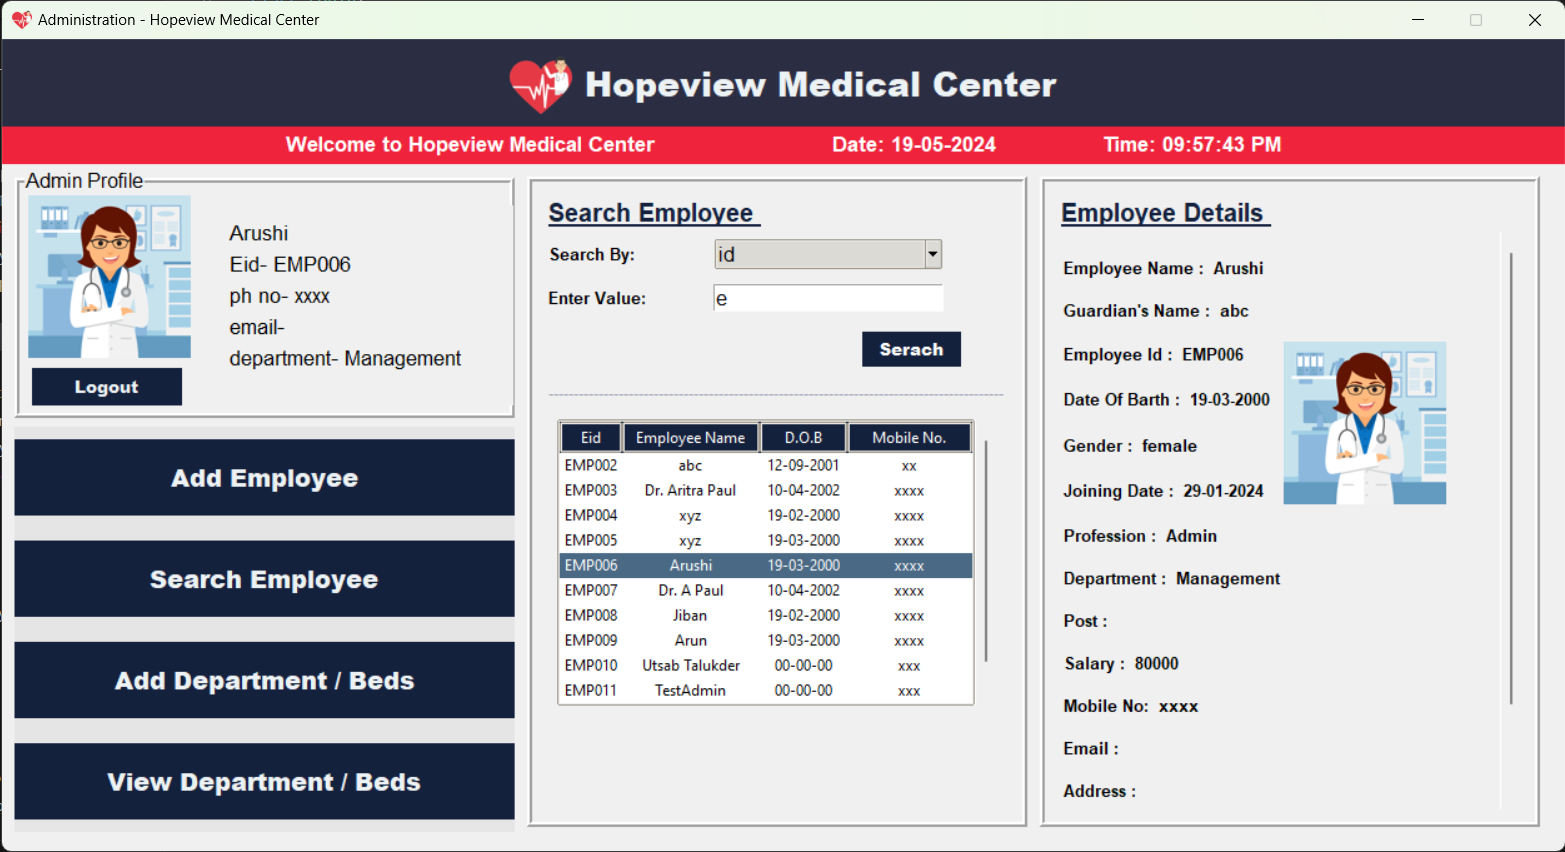 Administration - Hopeview Medical Center
Hopeview Medical Center
Welcome to Hopeview Medical Center Date: 19-05-2024 Time: 09:57:43 PM
Admin Profile
Arushi
Eid- EMP006
ph no- xxxx
email-
department- Management
Logout
Add Employee
Search Employee
Add Department / Beds
View Department / Beds
Search Employee
Search By: id
Enter Value: e
Serach
Eid Employee Name D.O.B Mobile No.
EMP002 abc 12-09-2001 xx
EMP003 Dr. Aritra Paul 10-04-2002 xxxx
EMP004 xyz 19-02-2000 xxxx
EMP005 xyz 19-03-2000 xxxx
EMP006 Arushi 19-03-2000 xxxx
EMP007 Dr. A Paul 10-04-2002 xxxx
EMP008 Jiban 19-02-2000 xxxx
EMP009 Arun 19-03-2000 xxxx
EMP010 Utsab Talukder 00-00-00 xxx
EMP011 TestAdmin 00-00-00 xxx
Employee Details
Employee Name : Arushi
Guardian's Name : abc
Employee Id : EMP006
Date Of Barth : 19-03-2000
Gender : female
Joining Date : 29-01-2024
Profession : Admin
Department : Management
Post :
Salary : 80000
Mobile No: xxxx
Email :
Address :